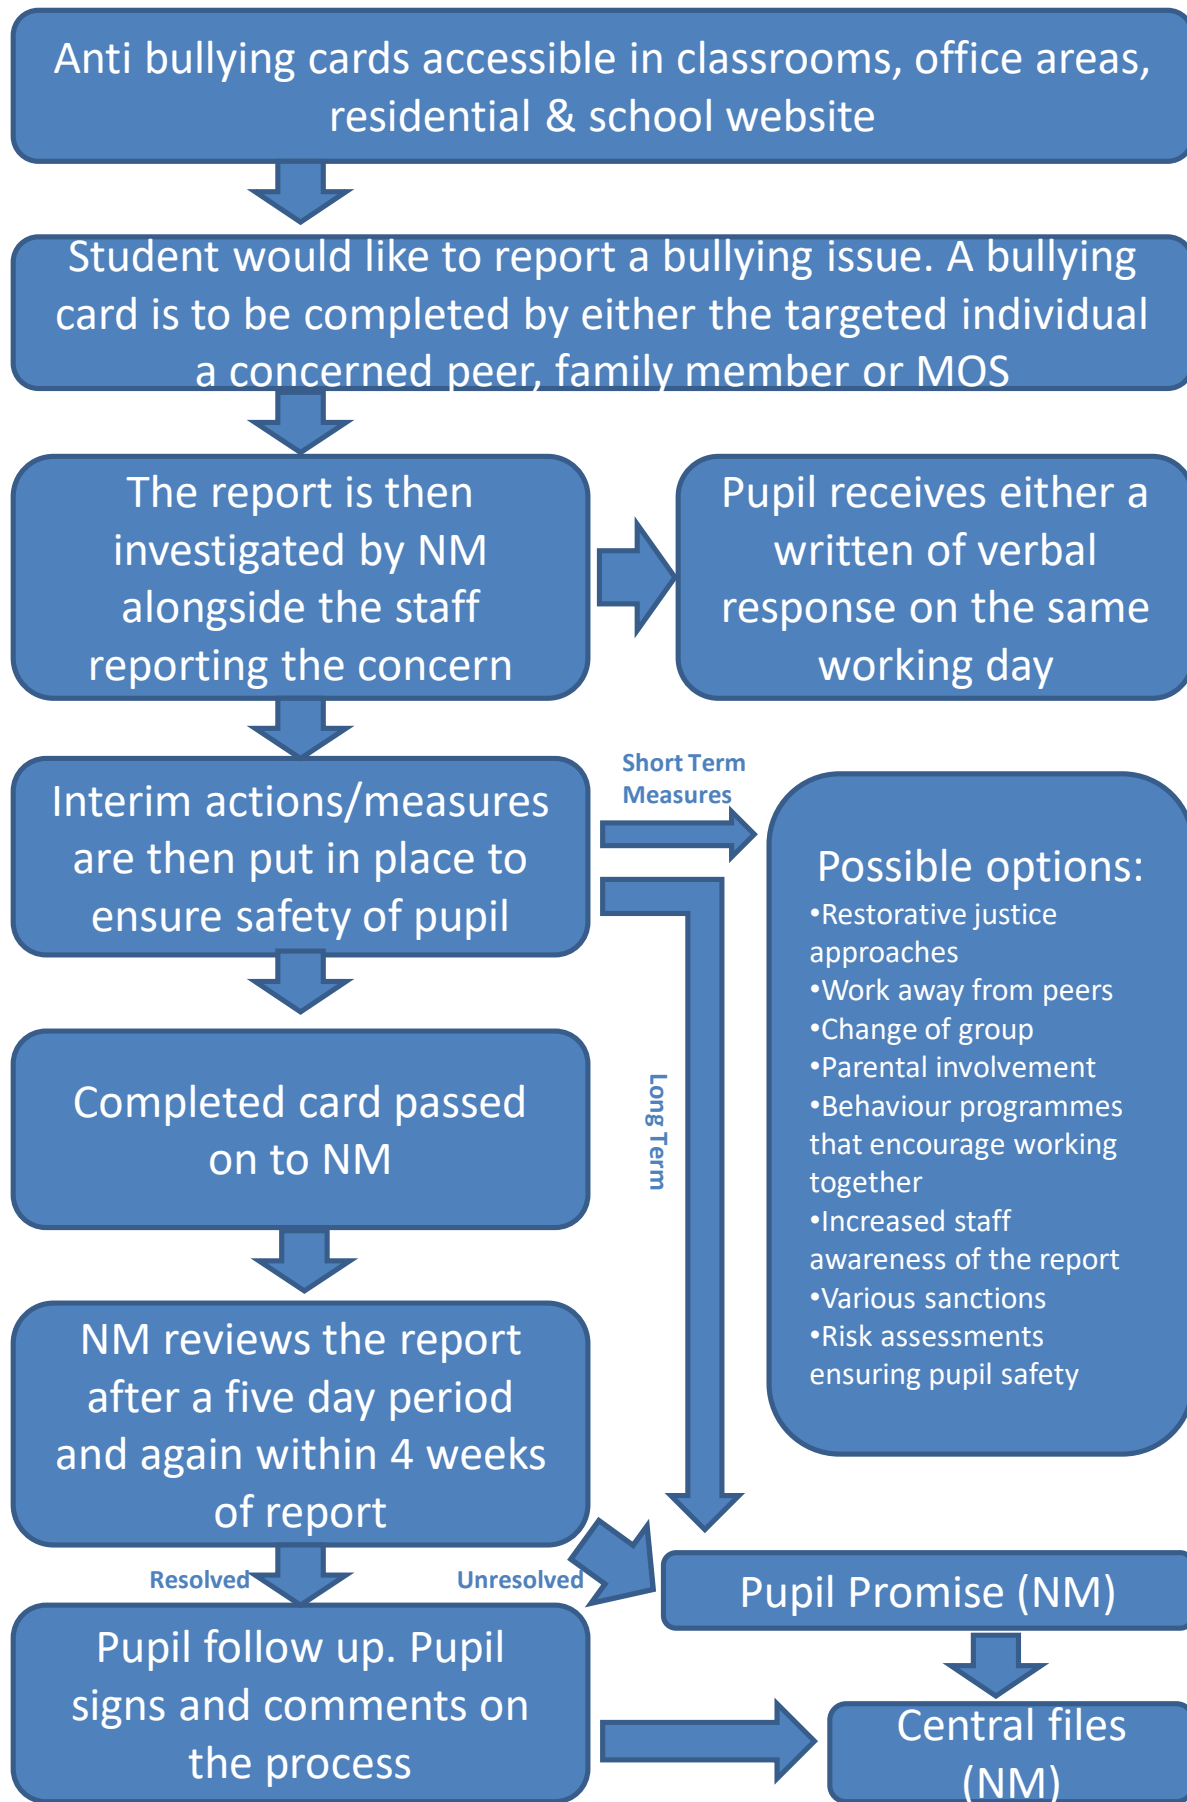 Anti bullying cards accessible in classrooms, office areas,
residential & school website
Student would like to report a bullying issue. A bullying
card is to be completed by either the targeted individual
a concerned peer, family member or MOS
The report is then
investigated by NM
alongside the staff
reporting the concern
Pupil receives either a
written of verbal
response on the same
working day
Interim actions/measures
are then put in place to
ensure safety of pupil
Short Term
Measures
Possible options:
•Restorative justice
approaches
•Work away from peers
•Change of group
•Parental involvement
•Behaviour programmes
that encourage working
together
•Increased staff
awareness of the report
•Various sanctions
•Risk assessments
ensuring pupil safety
Long Term
Completed card passed
on to NM
NM reviews the report
after a five day period
and again within 4 weeks
of report
Resolved
Unresolved
Pupil Promise (NM)
Pupil follow up. Pupil
signs and comments on
the process
Central files
(NM)